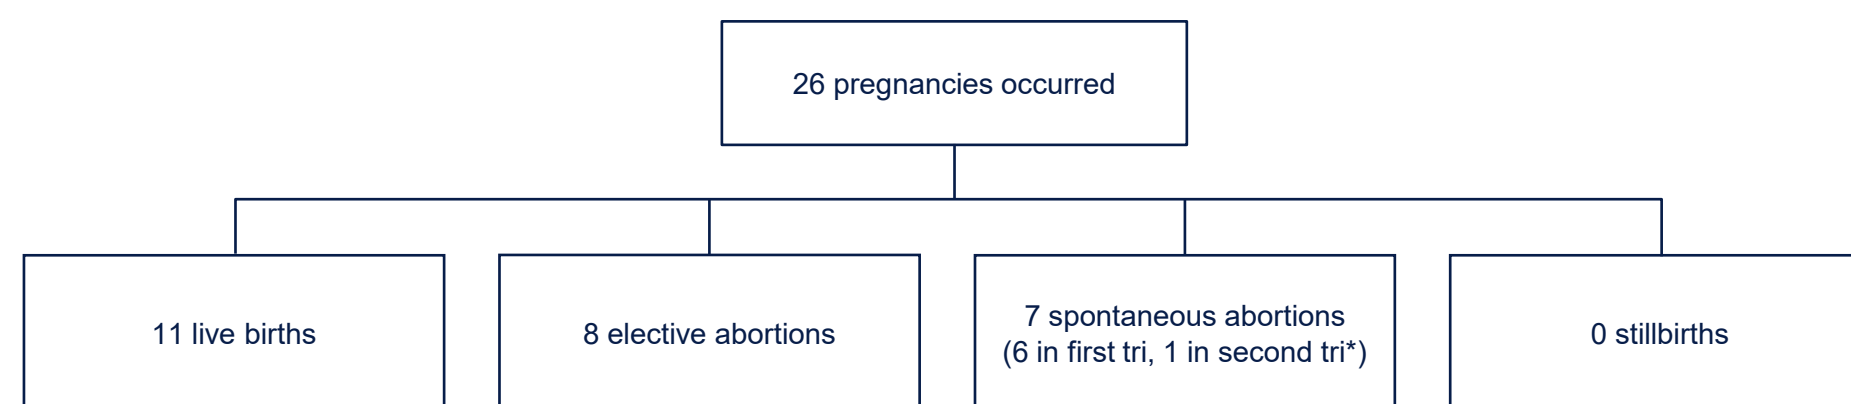 26 pregnancies occurred
11 live births
8 elective abortions
7 spontaneous abortions
(6 in first tri, 1 in second tri*)
0 stillbirths